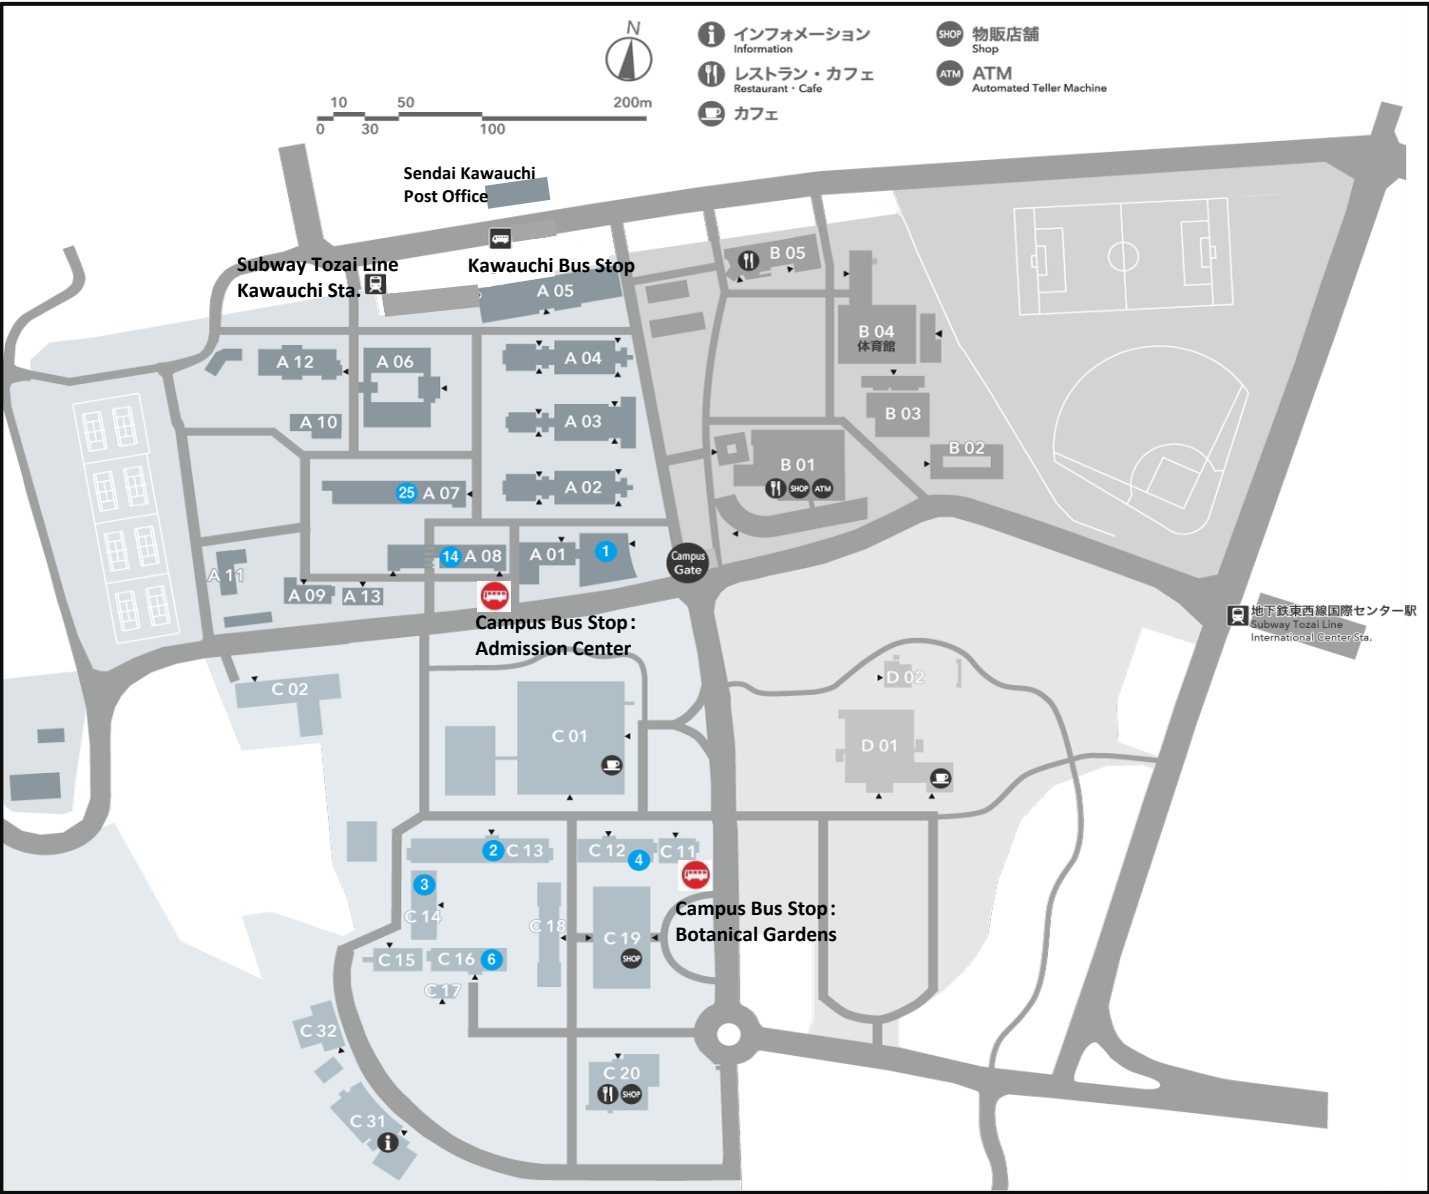 N
インフォメーション
Information
レストラン・カフェ
Restaurant・Cafe
カフェ
SHOP 物販店舗
Shop
ATM ATM
Automated Teller Machine
10 50 200m
0 30 100
Sendai Kawauchi
Post Office
Subway Tozai Line
Kawauchi Sta.
Kawauchi Bus Stop
A 05
B 05
B 04
体育館
A 12
A 06
A 04
A 10
A 03
B 03
B 02
B 01
SHOP ATM
25 A 07
A 02
14 A 08
A 01
1
Campus
Gate
A 11
A 09
A 13
Campus Bus Stop:
Admission Center
地下鉄東西線国際センター駅
Subway Tozai Line
International Center Sta.
C 02
D 02
C 01
D 01
2 C 13
C 12
4
C 11
3
C 14
C 18
Campus Bus Stop:
Botanical Gardens
C 19
SHOP
C 15
C 16 6
C 17
C 32
C 20
SHOP
C 31